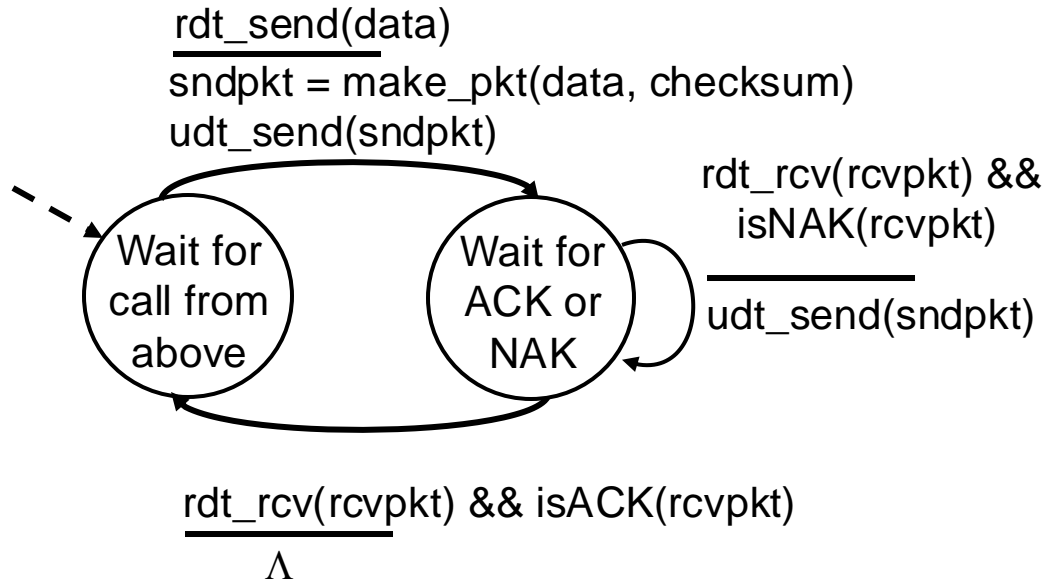 rdt_send(data)
sndpkt = make_pkt(data, checksum)
udt_send(sndpkt)
Wait for
call from
above
Wait for
ACK or
NAK
rdt_rcv(rcvpkt) &&
isNAK(rcvpkt)
udt_send(sndpkt)
rdt_rcv(rcvpkt) && isACK(rcvpkt)
Λ